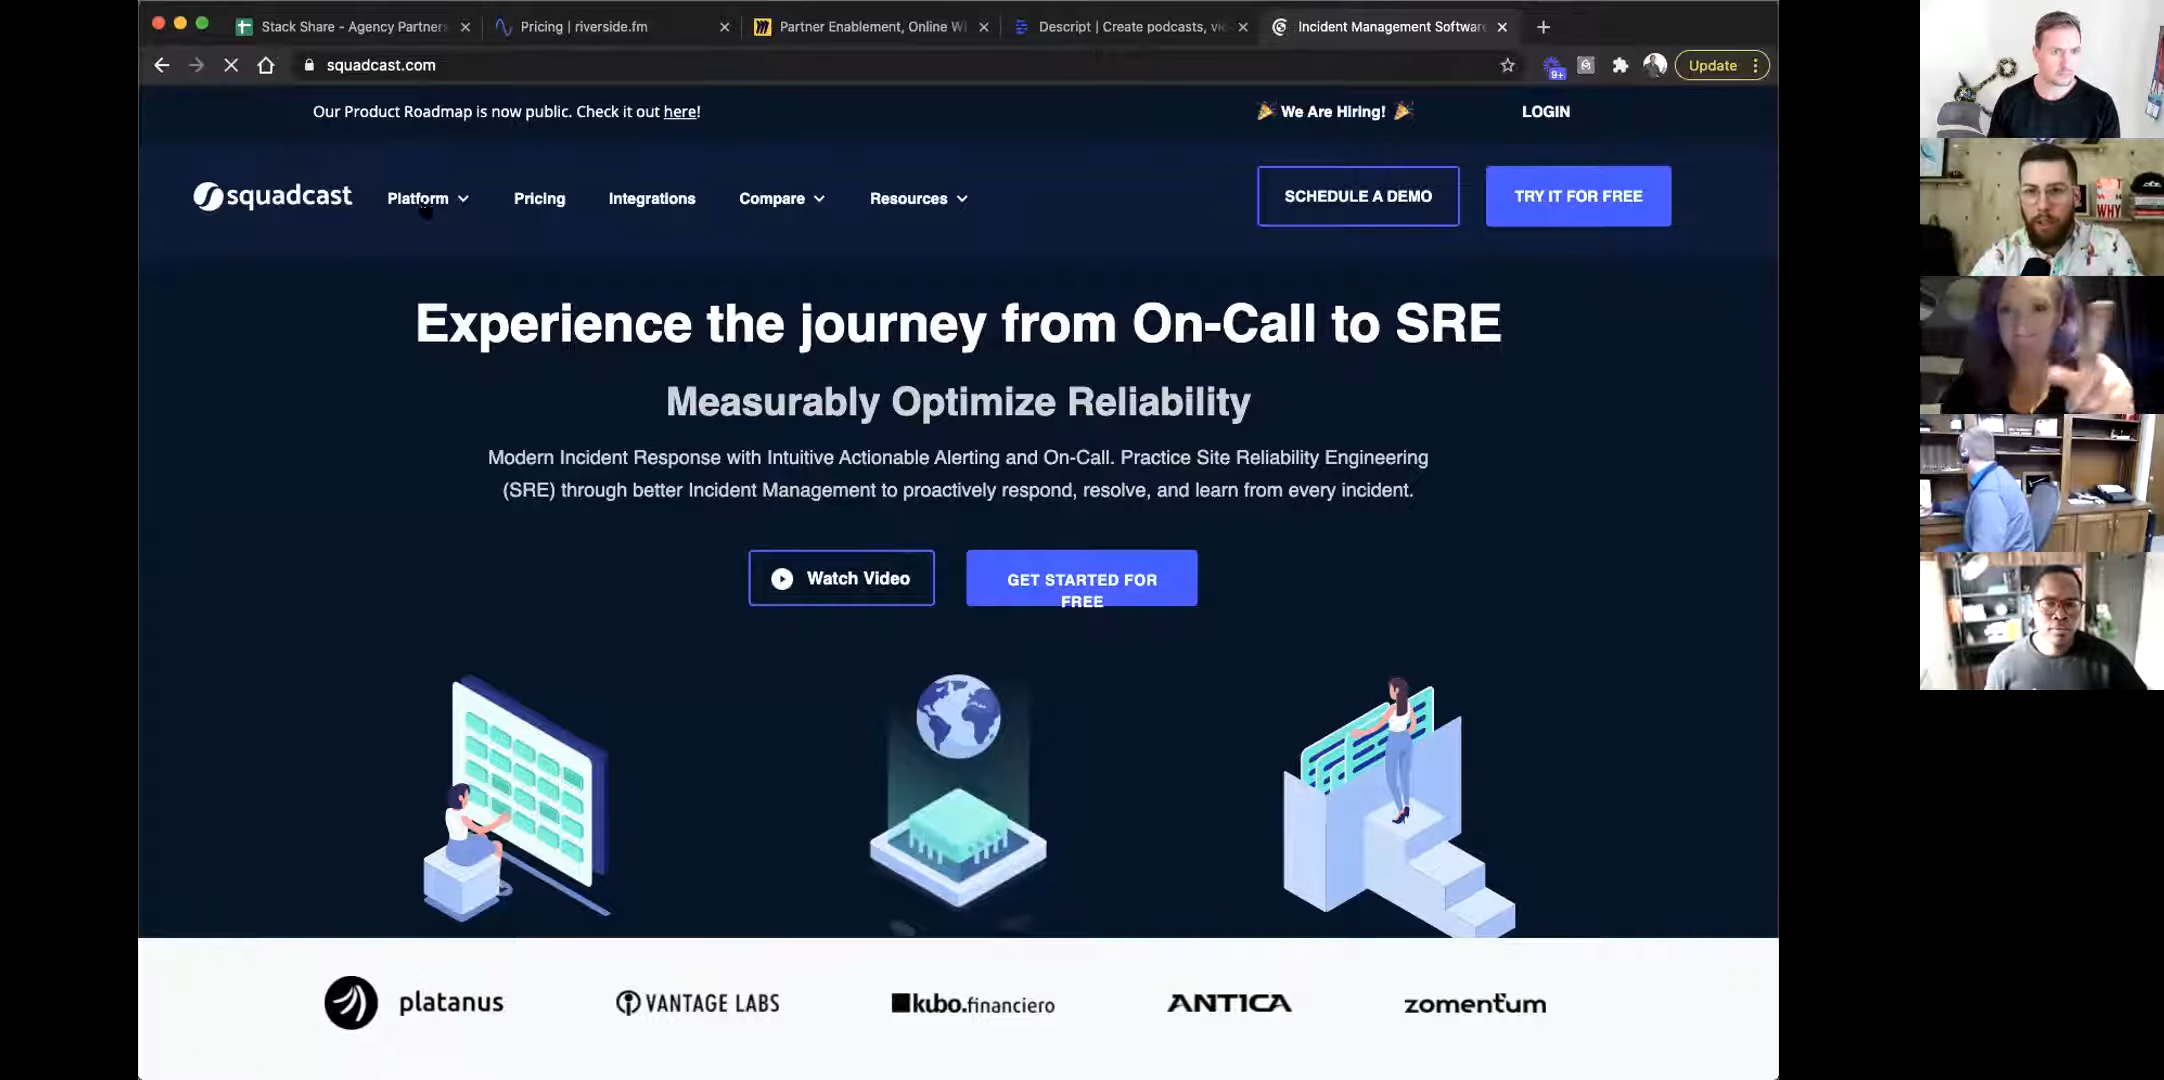 Stack Share - Agency Partner
Pricing | riverside.fm
Partner Enablement, Online W
Descript | Create podcasts, vi
Incident Management Software
squadcast.com
9+
Update
Our Product Roadmap is now public. Check it out here!
🎉 We Are Hiring! 🎉
LOGIN
squadcast
Platform
Pricing
Integrations
Compare
Resources
SCHEDULE A DEMO
TRY IT FOR FREE
Experience the journey from On-Call to SRE
Measurably Optimize Reliability
Modern Incident Response with Intuitive Actionable Alerting and On-Call. Practice Site Reliability Engineering
(SRE) through better Incident Management to proactively respond, resolve, and learn from every incident.
Watch Video
GET STARTED FOR
FREE
platanus
VANTAGE LABS
kubo.financiero
ANTICA
zomentum
WHY